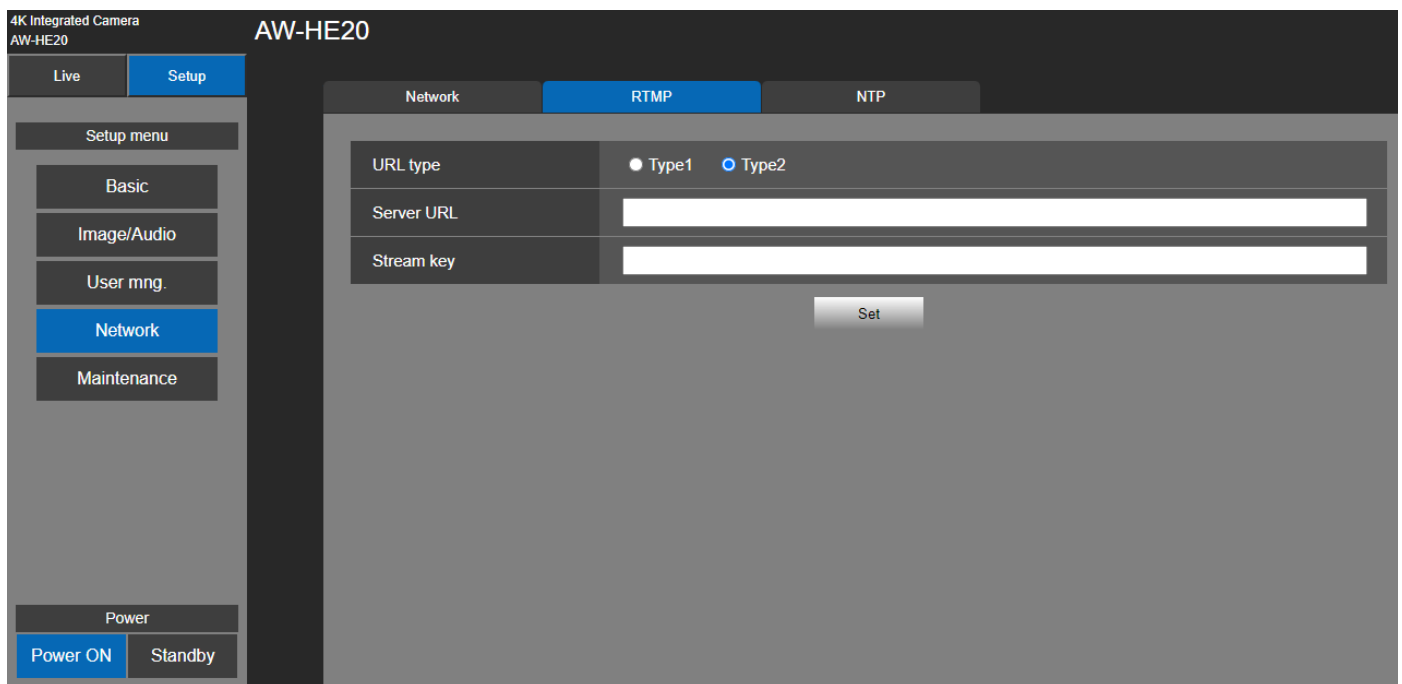 4K Integrated Camera
AW-HE20
AW-HE20
Live
Setup
Setup menu
Basic
Image/Audio
User mng.
Network
Maintenance
Power
Power ON
Standby
Network
RTMP
NTP
URL type
Type1
Type2
Server URL
Stream key
Set